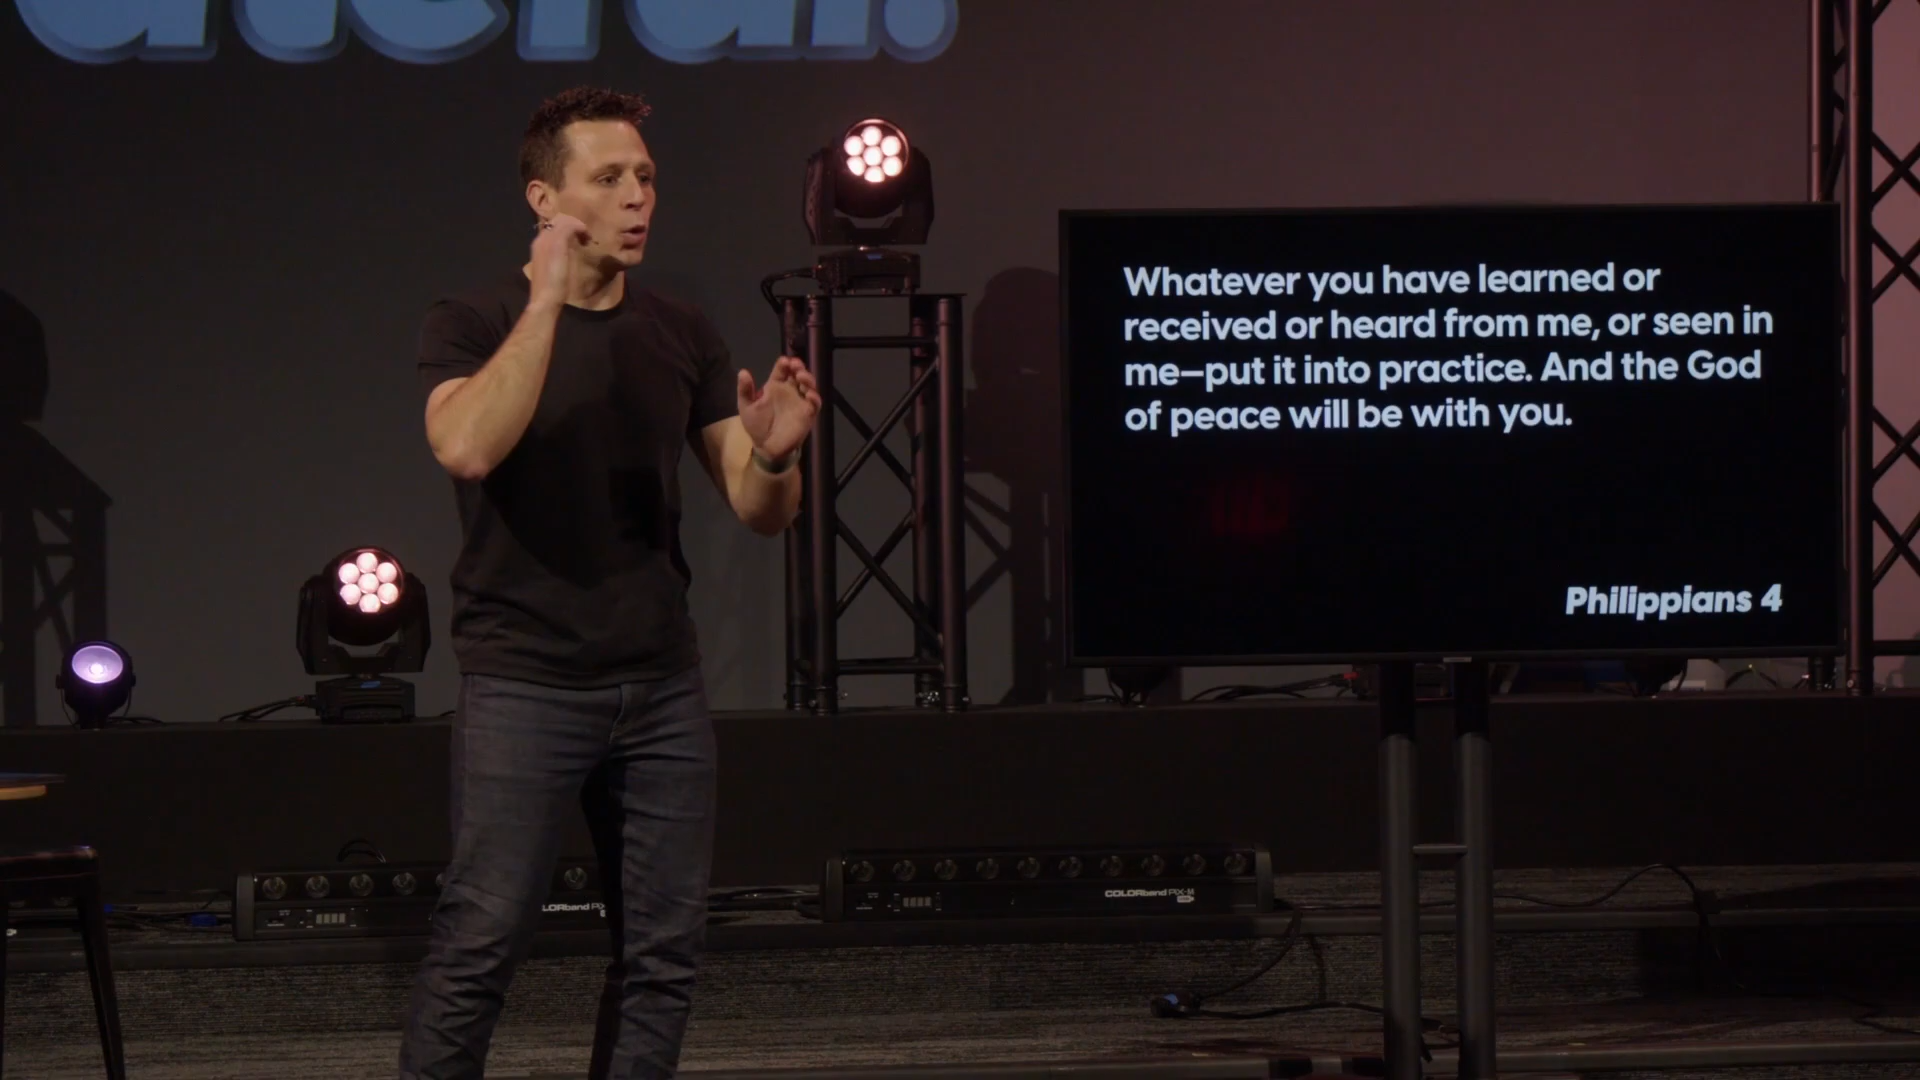 Whatever you have learned or
received or heard from me, or seen in
me—put it into practice. And the God
of peace will be with you.
Philippians 4
COLORband PiX-M